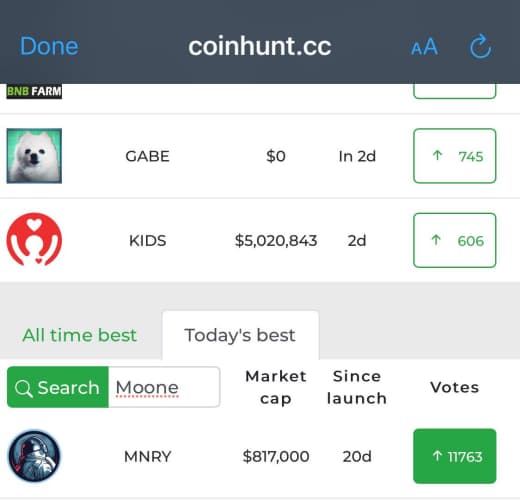 Done coinhunt.cc AA
BNB FARM
GABE $0 In 2d ↑ 745
KIDS $5,020,843 2d ↑ 606
All time best Today's best
Search Moone Market cap Since launch Votes
MNRY $817,000 20d ↑ 11763